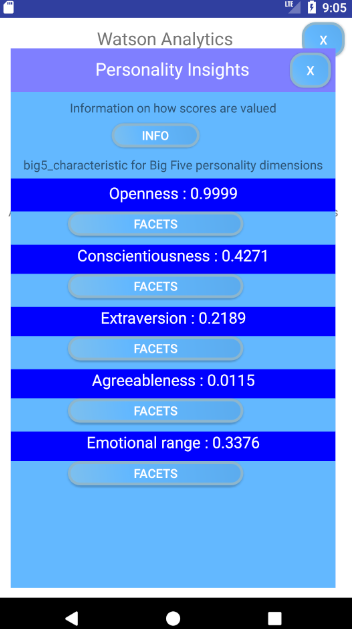 LTE 9:05
Watson Analytics x
Personality Insights x
Information on how scores are valued
INFO
big5_characteristic for Big Five personality dimensions
Openness : 0.9999
FACETS
Conscientiousness : 0.4271
FACETS
Extraversion : 0.2189
FACETS
Agreeableness : 0.0115
FACETS
Emotional range : 0.3376
FACETS